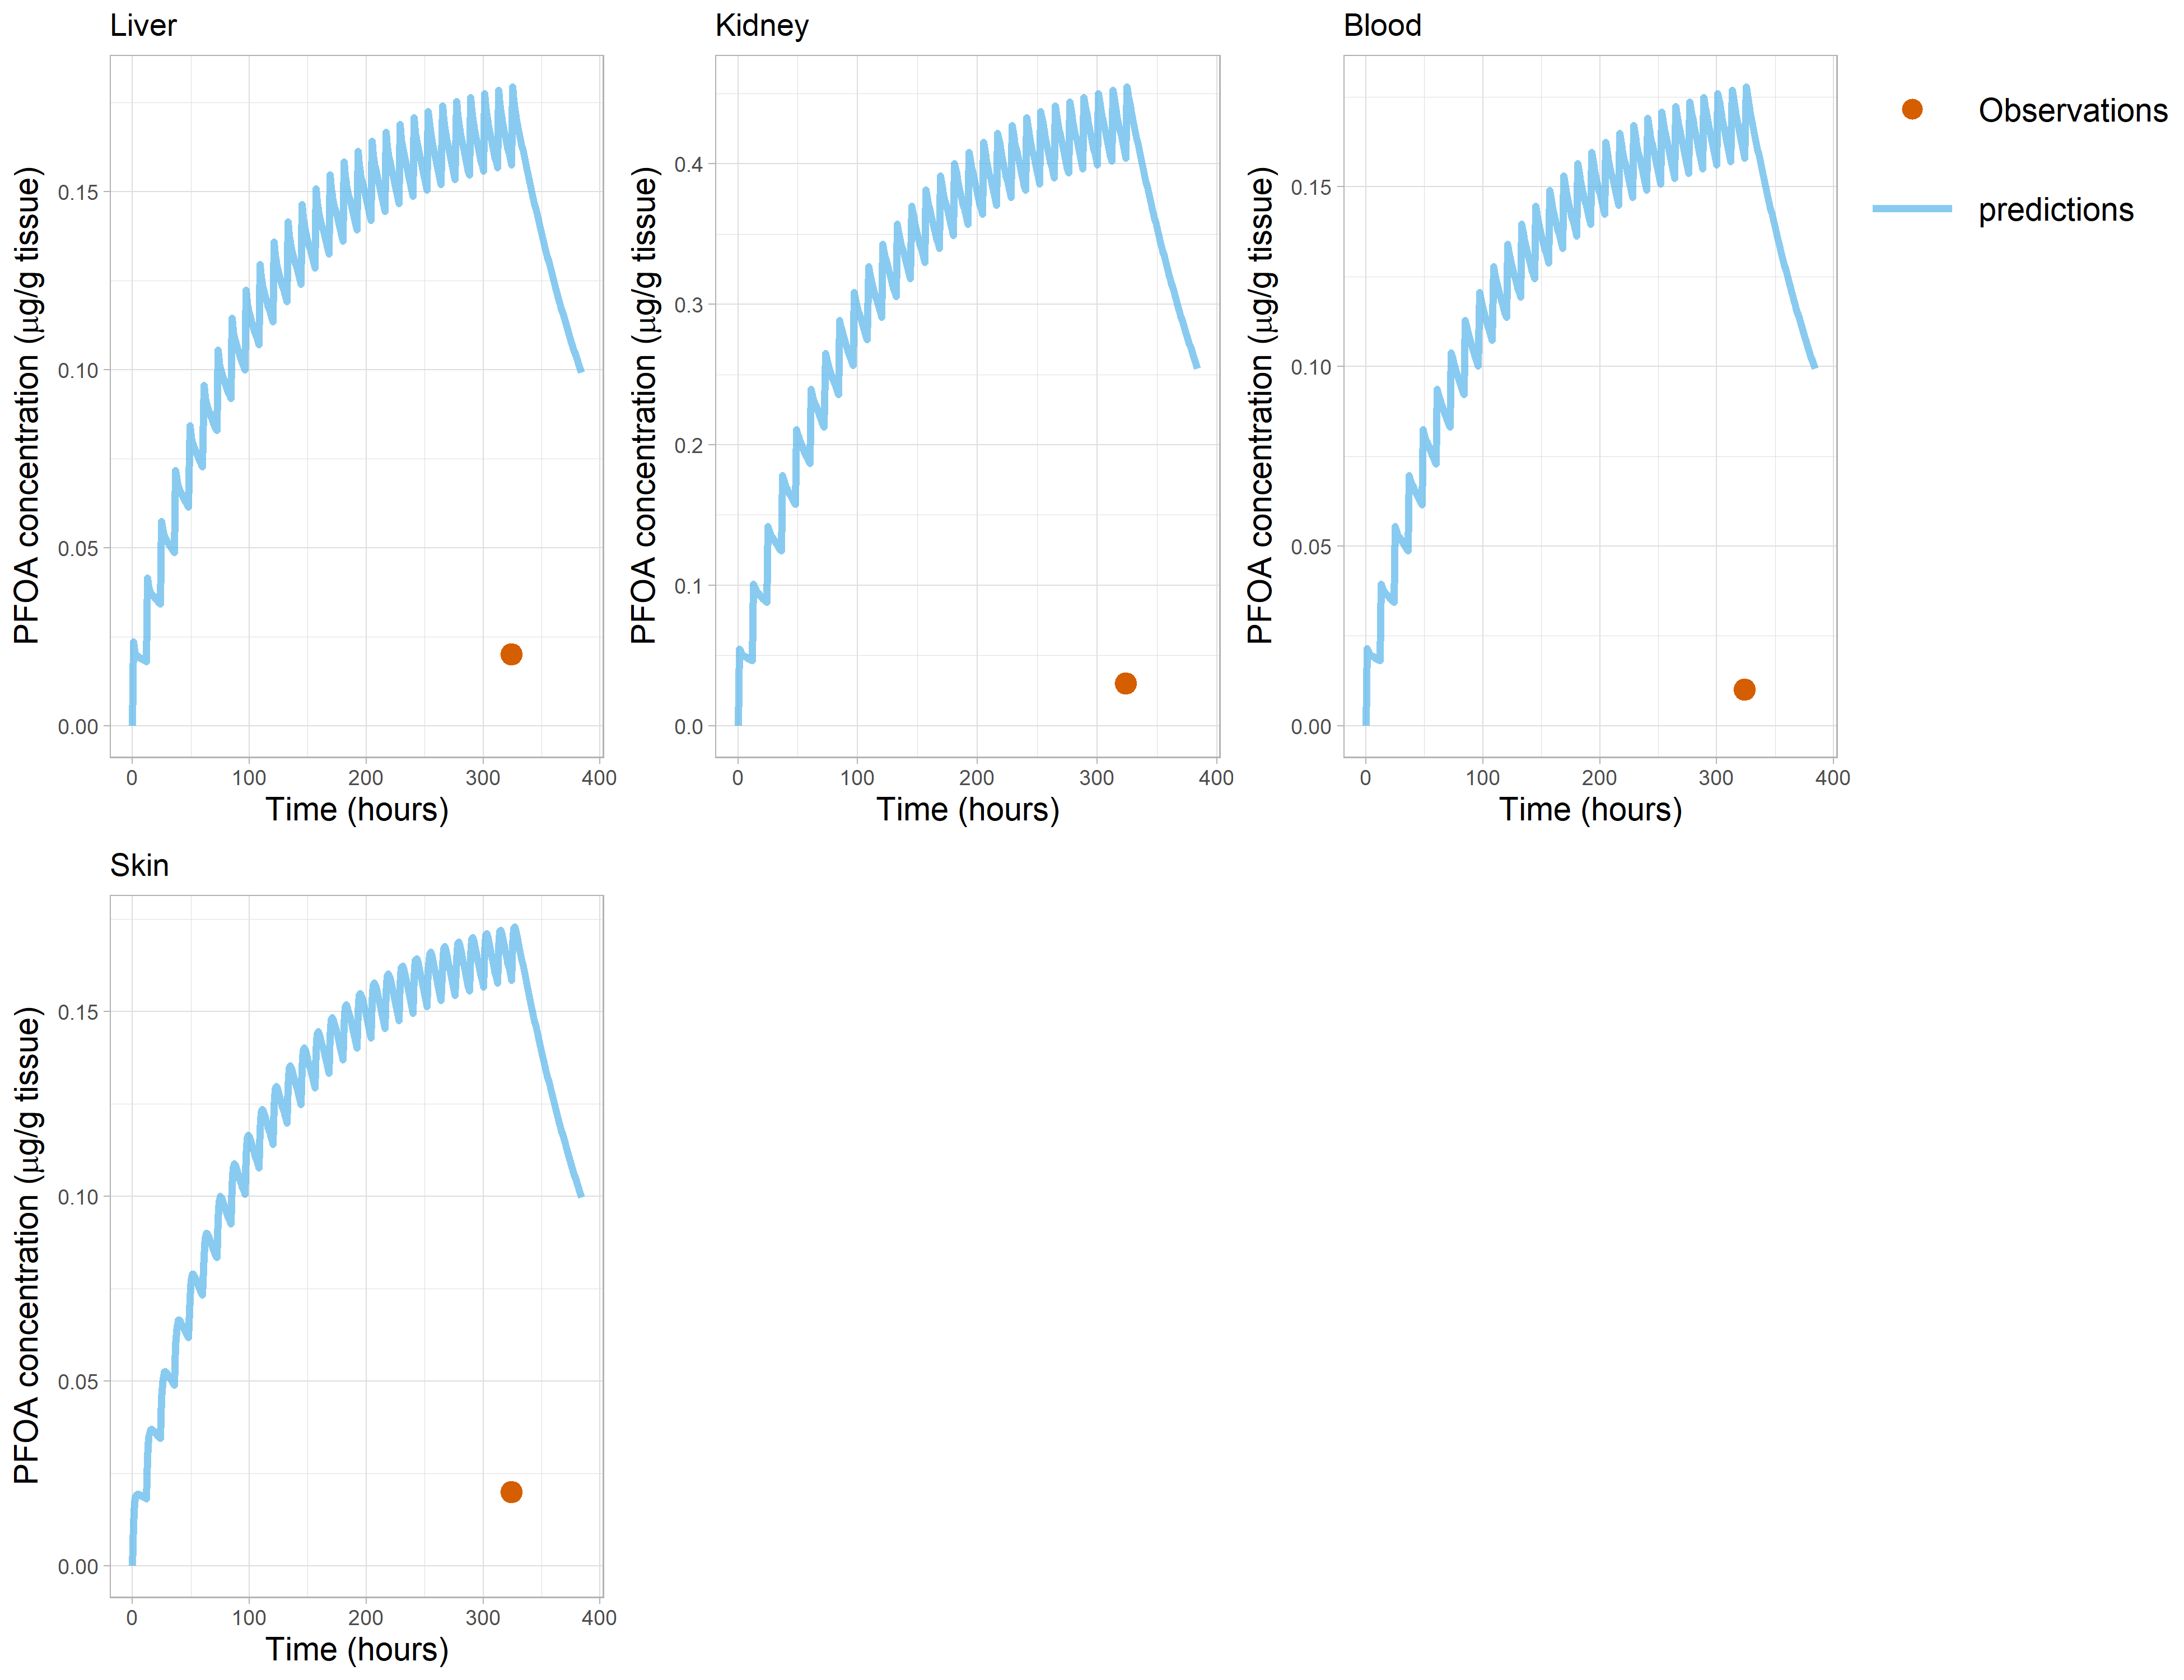 Liver
PFOA concentration (μg/g tissue)
0.15
0.10
0.05
0.00
0 100 200 300 400
Time (hours)
Kidney
PFOA concentration (μg/g tissue)
0.4
0.3
0.2
0.1
0.0
0 100 200 300 400
Time (hours)
Blood
PFOA concentration (μg/g tissue)
0.15
0.10
0.05
0.00
0 100 200 300 400
Time (hours)
Observations
predictions
Skin
PFOA concentration (μg/g tissue)
0.15
0.10
0.05
0.00
0 100 200 300 400
Time (hours)